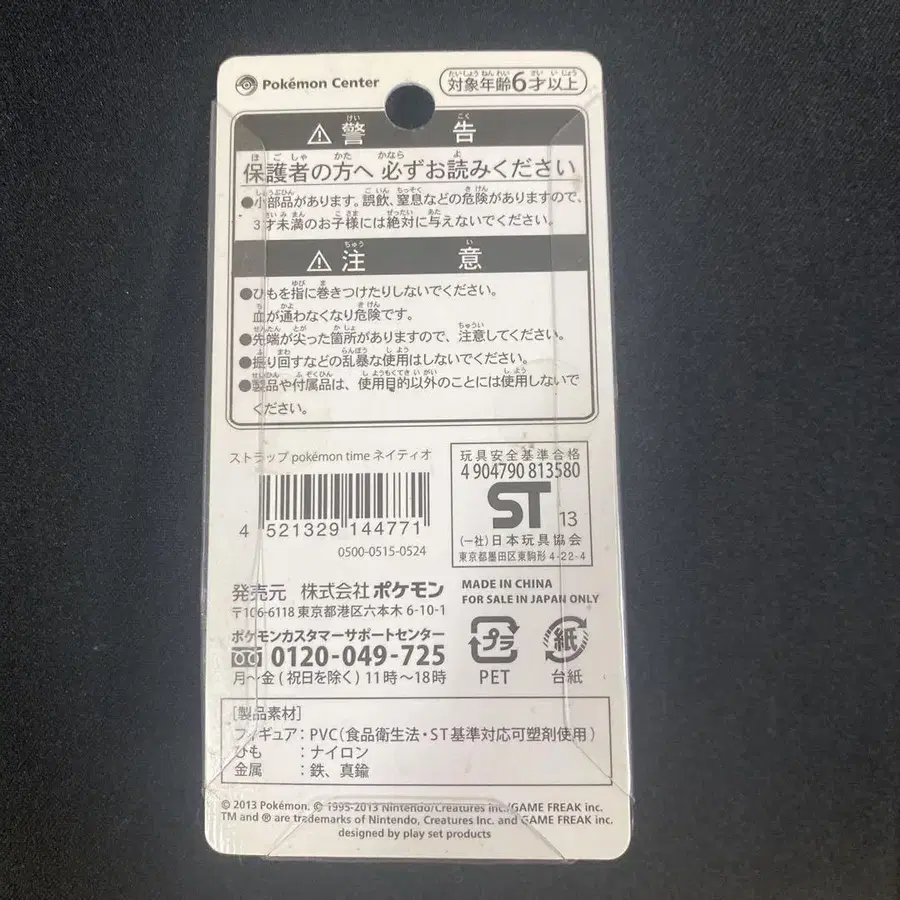 Pokémon Center
対象年齢6才以上
⚠警告
保護者の方へ 必ずお読みください
●小部品があります。誤飲、窒息などの危険がありますので、
3才未満のお子様には絶対に与えないでください。
⚠注意
●ひもを指に巻きつけたりしないでください。
血が通わなくなり危険です。
●先端が尖った箇所がありますので、注意してください。
●振り回すなどの乱暴な使用はしないでください。
●製品や付属品は、使用目的以外のことには使用しないで
ください。
ストラップ pokémon time ネイティオ
4 521329 144771
0500-0515-0524
玩具安全基準合格
4 904790 813580
ST 13
(一社)日本玩具協会
東京都墨田区東駒形 4-22-4
発売元 株式会社 ポケモン
〒106-6118 東京都港区六本木 6-10-1
ポケモンカスタマーサポートセンター
0120-049-725
月～金 ( 祝日を除く ) 11時～18時
MADE IN CHINA
FOR SALE IN JAPAN ONLY
プラ
PET
紙
台紙
[製品素材]
フィギュア : PVC(食品衛生法・ST基準対応可塑剤使用)
ひも : ナイロン
金属 : 鉄、真鍮
© 2013 Pokémon. © 1995-2013 Nintendo/Creatures inc./GAME FREAK inc.
TM and ® are trademarks of Nintendo, Creatures Inc. and GAME FREAK inc.
designed by play set products